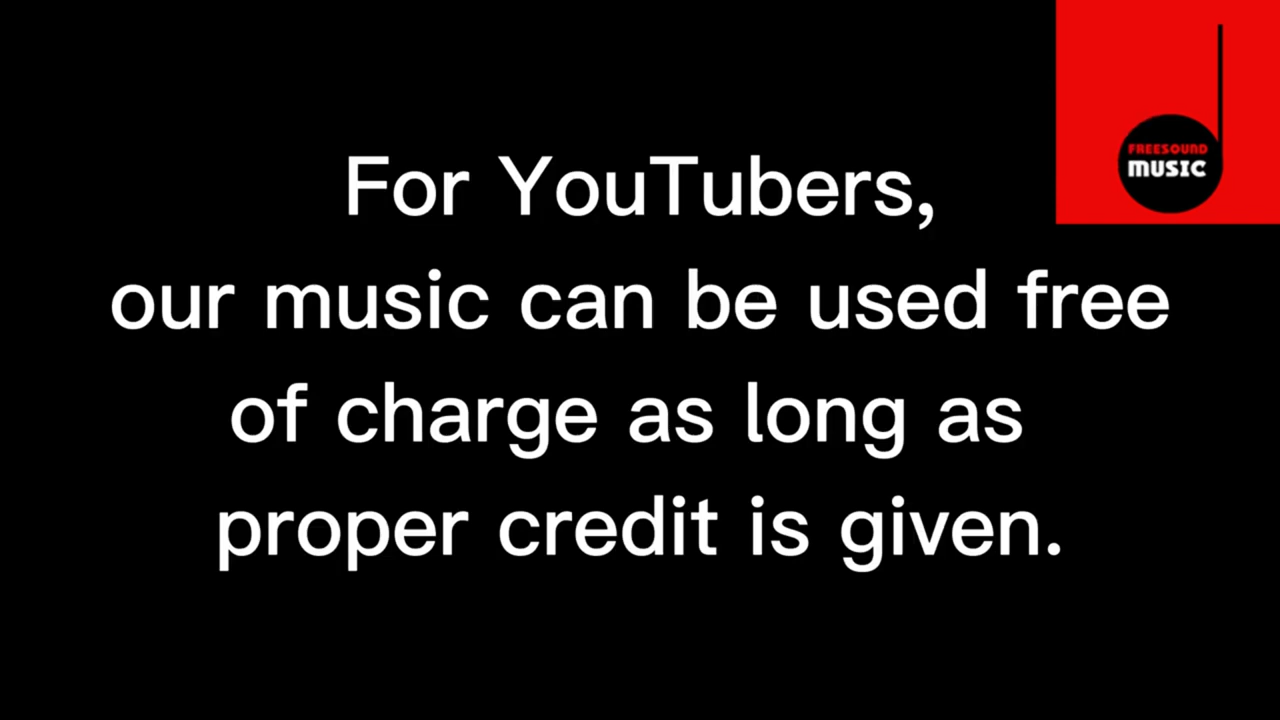 FREESOUND
MUSIC
For YouTubers,
our music can be used free
of charge as long as
proper credit is given.